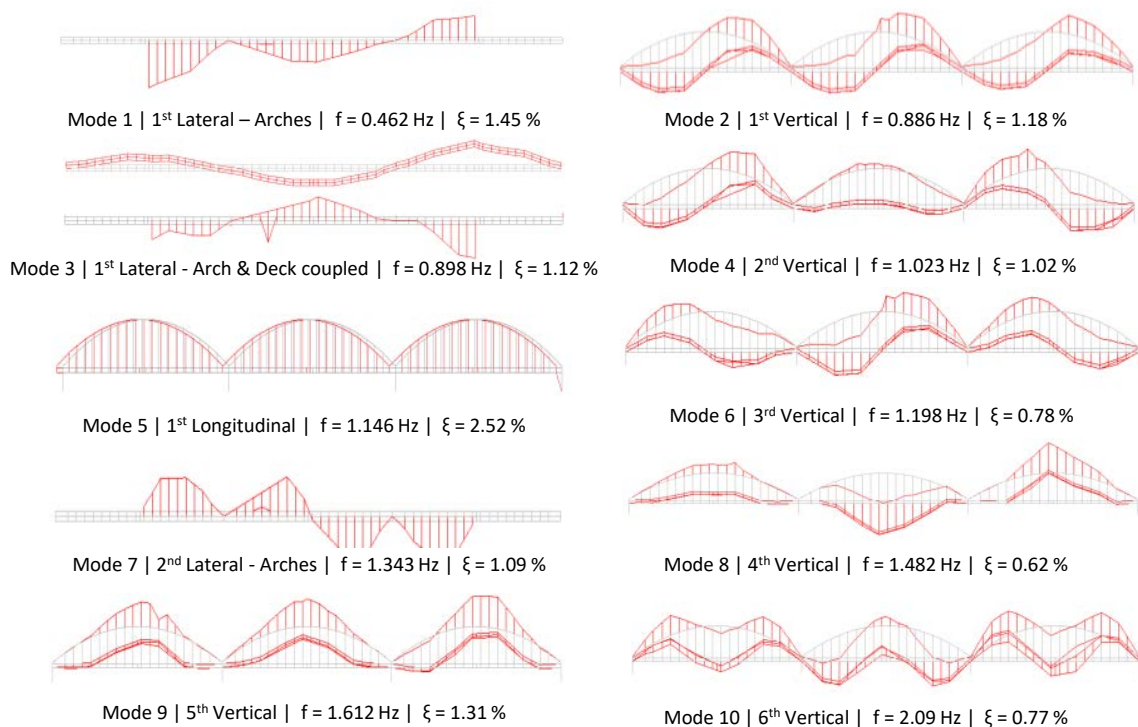 Mode 1 | 1st Lateral – Arches | f = 0.462 Hz | ξ = 1.45 %
Mode 2 | 1st Vertical | f = 0.886 Hz | ξ = 1.18 %
Mode 3 | 1st Lateral - Arch & Deck coupled | f = 0.898 Hz | ξ = 1.12 %
Mode 4 | 2nd Vertical | f = 1.023 Hz | ξ = 1.02 %
Mode 5 | 1st Longitudinal | f = 1.146 Hz | ξ = 2.52 %
Mode 6 | 3rd Vertical | f = 1.198 Hz | ξ = 0.78 %
Mode 7 | 2nd Lateral - Arches | f = 1.343 Hz | ξ = 1.09 %
Mode 8 | 4th Vertical | f = 1.482 Hz | ξ = 0.62 %
Mode 9 | 5th Vertical | f = 1.612 Hz | ξ = 1.31 %
Mode 10 | 6th Vertical | f = 2.09 Hz | ξ = 0.77 %